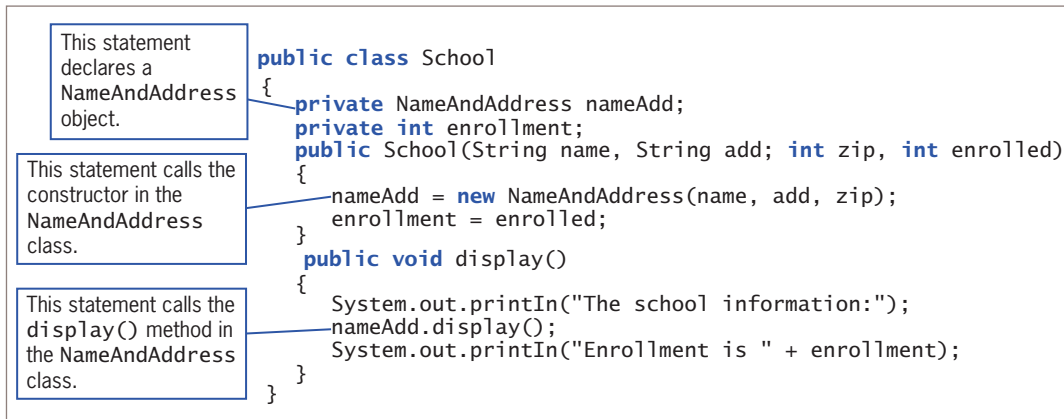 This statement
declares a
NameAndAddress
object.
public class School
{
private NameAndAddress nameAdd;
private int enrollment;
public School(String name, String add; int zip, int enrolled)
This statement calls the
constructor in the
NameAndAddress
class.
{
nameAdd = new NameAndAddress(name, add, zip);
enrollment = enrolled;
}
public void display()
{
This statement calls the
display() method in
the NameAndAddress
class.
System.out.printIn("The school information:");
nameAdd.display();
System.out.printIn("Enrollment is " + enrollment);
}
}